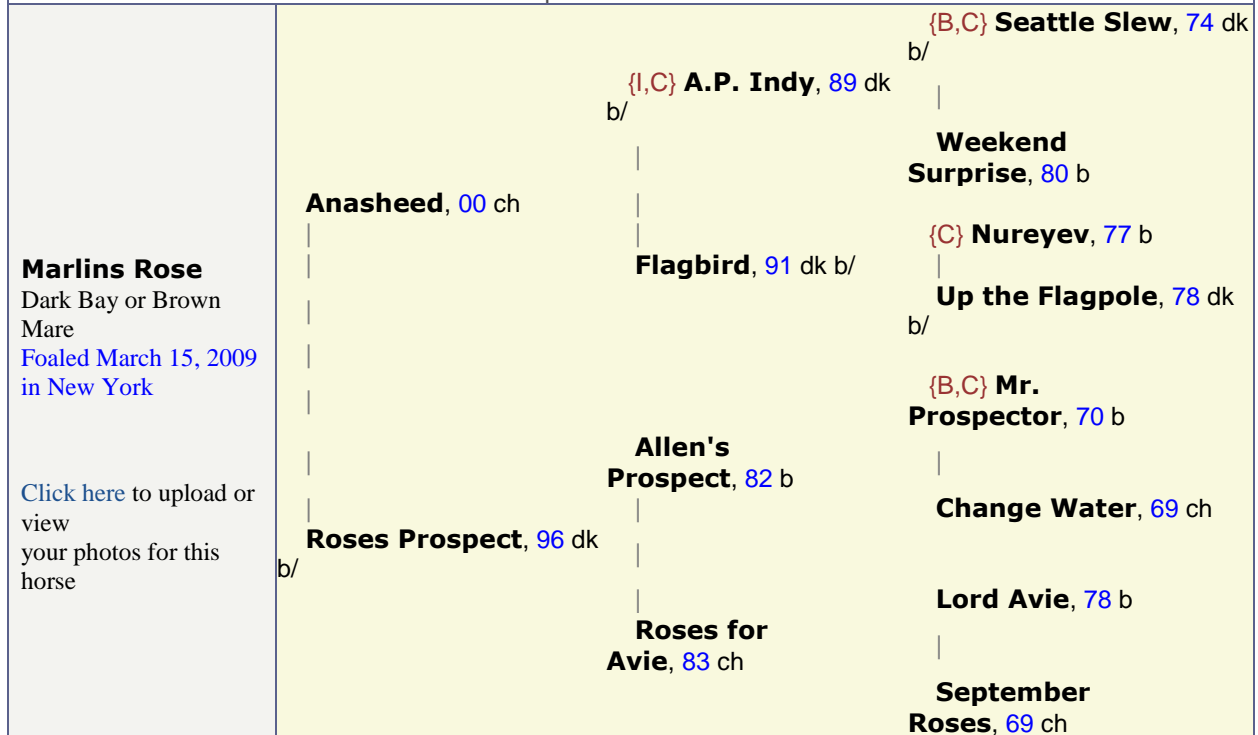 Marlins Rose
Dark Bay or Brown
Mare
Foaled March 15, 2009
in New York
Click here to upload or
view
your photos for this
horse
Anasheed, 00 ch
Roses Prospect, 96 dk
b/
{I,C} A.P. Indy, 89 dk
b/
Flagbird, 91 dk b/
Allen's
Prospect, 82 b
Roses for
Avie, 83 ch
{B,C} Seattle Slew, 74 dk
b/
Weekend
Surprise, 80 b
{C} Nureyev, 77 b
Up the Flagpole, 78 dk
b/
{B,C} Mr.
Prospector, 70 b
Change Water, 69 ch
Lord Avie, 78 b
September
Roses, 69 ch